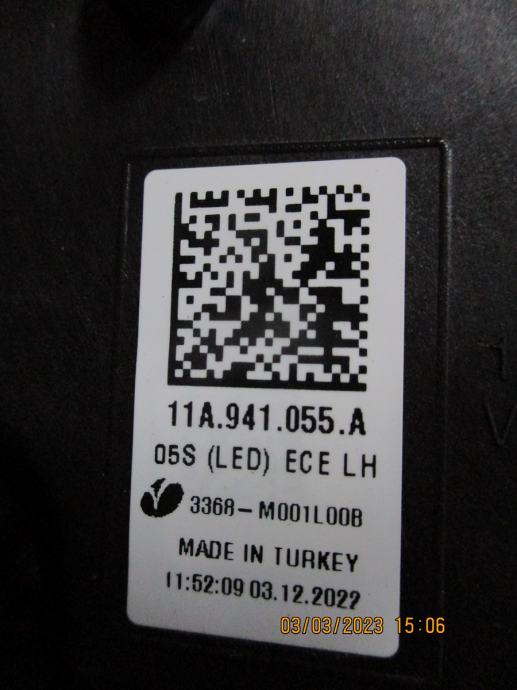 11A.941.055.A
05S (LED) ECE LH
3368-M001L00B
MADE IN TURKEY
11:52:09 03.12.2022
03/03/2023 15:06